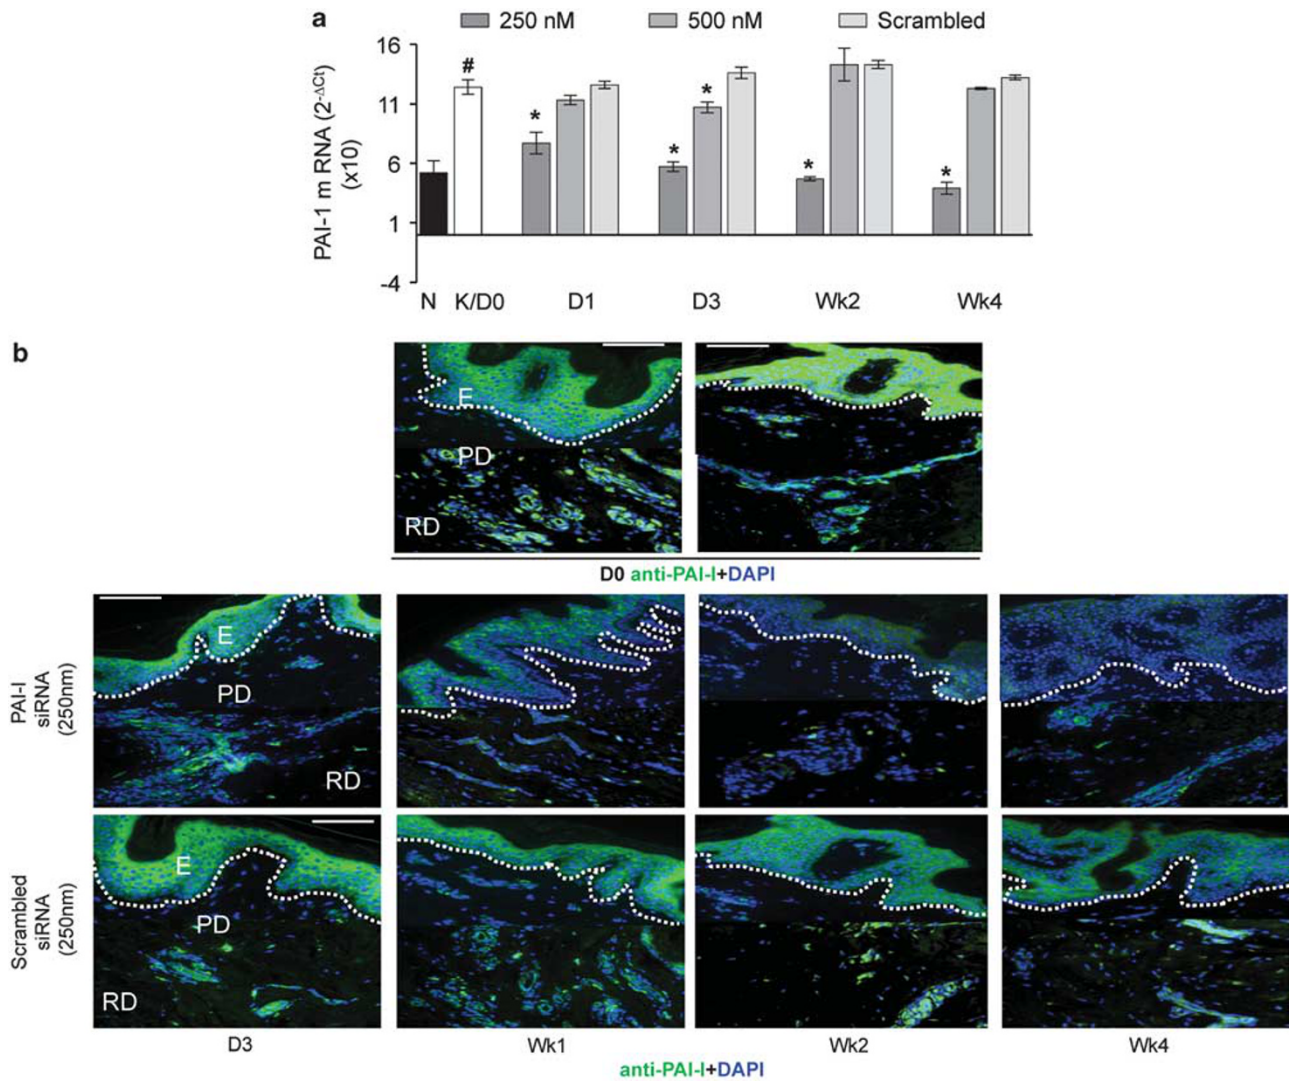 a
250 nM 500 nM Scrambled
PAI-1 m RNA (2-ΔCt)
(x10)
16
11
6
1
-4
#
*
*
*
*
*
N K/D0 D1 D3 Wk2 Wk4
b
E
PD
RD
D0 anti-PAI-I+DAPI
PAI-I
siRNA
(250nm)
E
PD
RD
Scrambled
siRNA
(250nm)
E
PD
RD
D3 Wk1 Wk2 Wk4
anti-PAI-I+DAPI